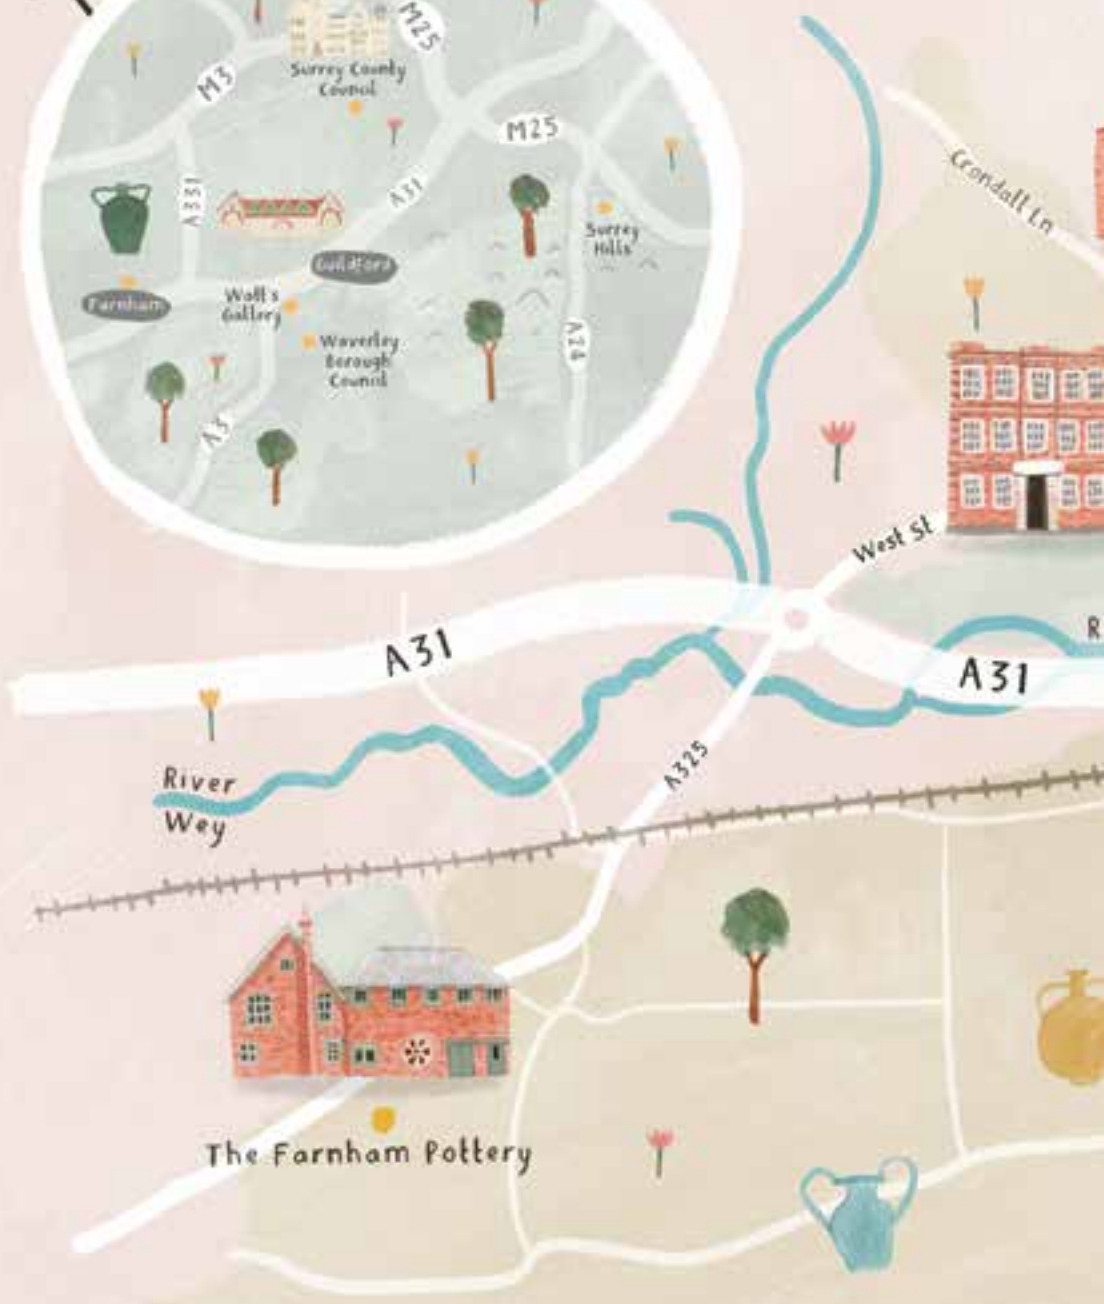 M25
M3
Surrey County
Council
M25
A331
A31
Surrey
Hills
Guildford
Farnham
Watt's
Gallery
Waverley
Borough
Council
A24
A3
Crondall Ln
West St
A31
R
A31
A325
River
Wey
The Farnham Pottery